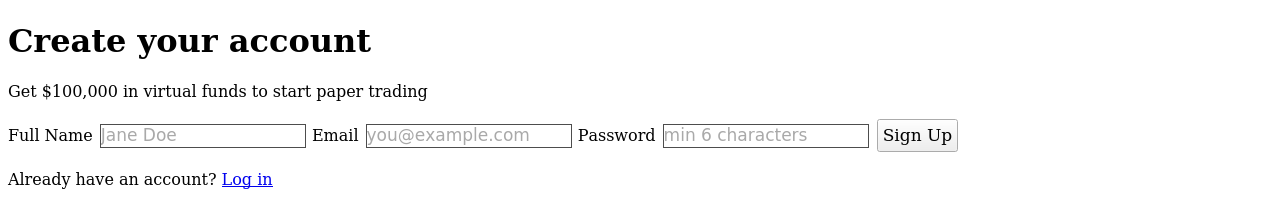 Create your account
Get $100,000 in virtual funds to start paper trading
Full Name Jane Doe Email you@example.com Password min 6 characters Sign Up
Already have an account? Log in